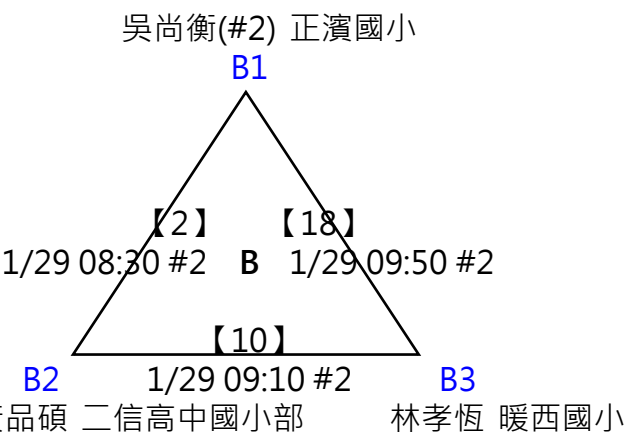 吳尚衡(#2) 正濱國小
B1
【2】 【18】
1/29 08:30 #2 B 1/29 09:50 #2
【10】
B2 1/29 09:10 #2 B3
品碩 二信高中國小部 林孝恆 暖西國小